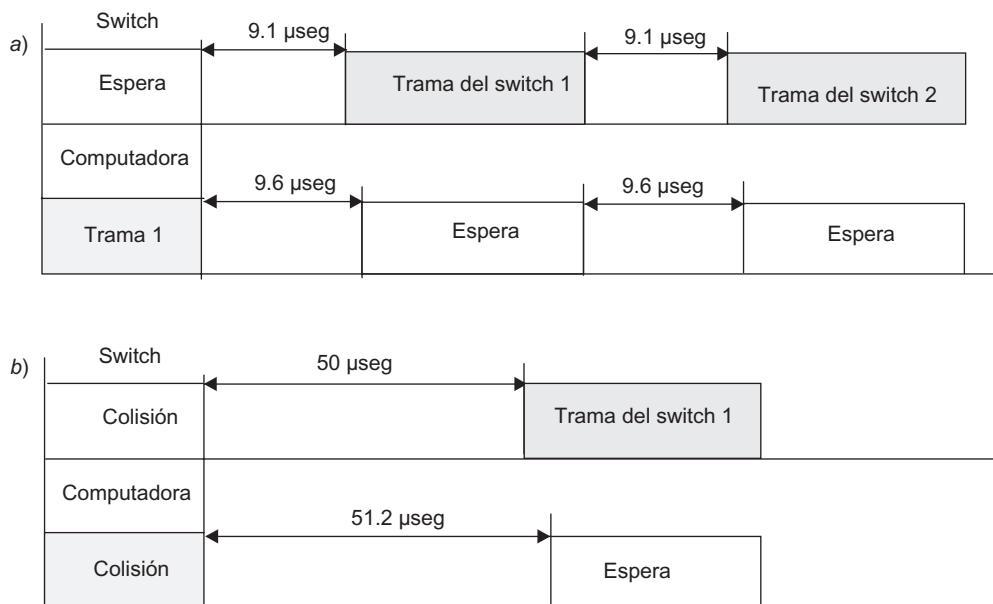 a)
Switch
9.1 µseg
9.1 µseg
Espera
Trama del switch 1
Trama del switch 2
Computadora
9.6 µseg
9.6 µseg
Trama 1
Espera
Espera
b)
Switch
50 µseg
Colisión
Trama del switch 1
Computadora
51.2 µseg
Colisión
Espera